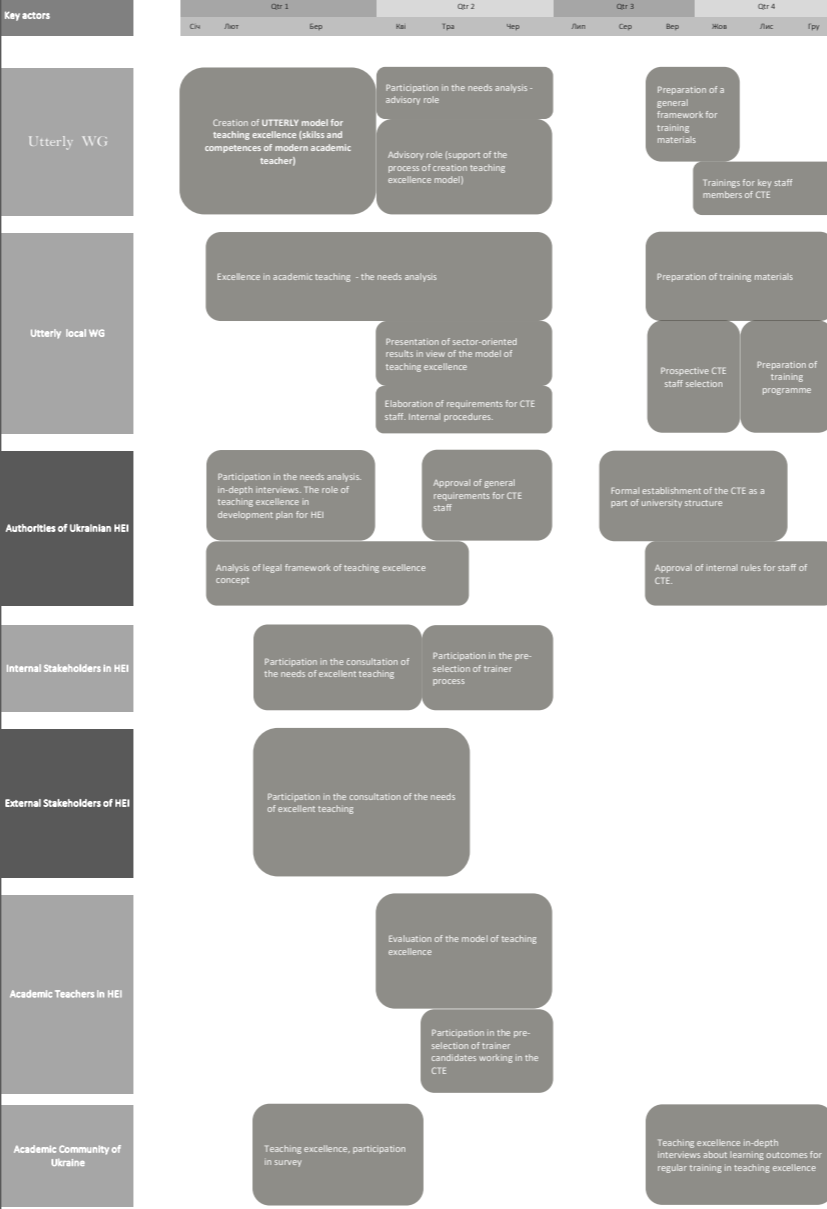 Key actors
Qtr 1
Qtr 2
Qtr 3
Qtr 4
Січ
Лют
Бер
Кві
Тра
Чер
Лип
Сер
Вер
Жов
Лис
Гру
Utterly WG
Creation of UTTERLY model for
teaching excellence (skilss and
competences of modern academic
teacher)
Participation in the needs analysis -
advisory role
Advisory role (support of the
process of creation teaching
excellence model)
Preparation of a
general
framework for
training
materials
Trainings for key staff
members of CTE
Utterly local WG
Excellence in academic teaching - the needs analysis
Presentation of sector-oriented
results in view of the model of
teaching excellence
Elaboration of requirements for CTE
staff. Internal procedures.
Preparation of training materials
Prospective CTE
staff selection
Preparation of
training
programme
Authorities of Ukrainian HEI
Participation in the needs analysis.
in-depth interviews. The role of
teaching excellence in
development plan for HEI
Approval of general
requirements for CTE
staff
Formal establishment of the CTE as a
part of university structure
Analysis of legal framework of teaching excellence
concept
Approval of internal rules for staff of
CTE.
Internal Stakeholders in HEI
Participation in the consultation of
the needs of excellent teaching
Participation in the pre-
selection of trainer
process
External Stakeholders of HEI
Participation in the consultation of the needs
of excellent teaching
Academic Teachers in HEI
Evaluation of the model of teaching
excellence
Participation in the pre-
selection of trainer
candidates working in the
CTE
Academic Community of
Ukraine
Teaching excellence, participation
in survey
Teaching excellence in-depth
interviews about learning outcomes for
regular training in teaching excellence